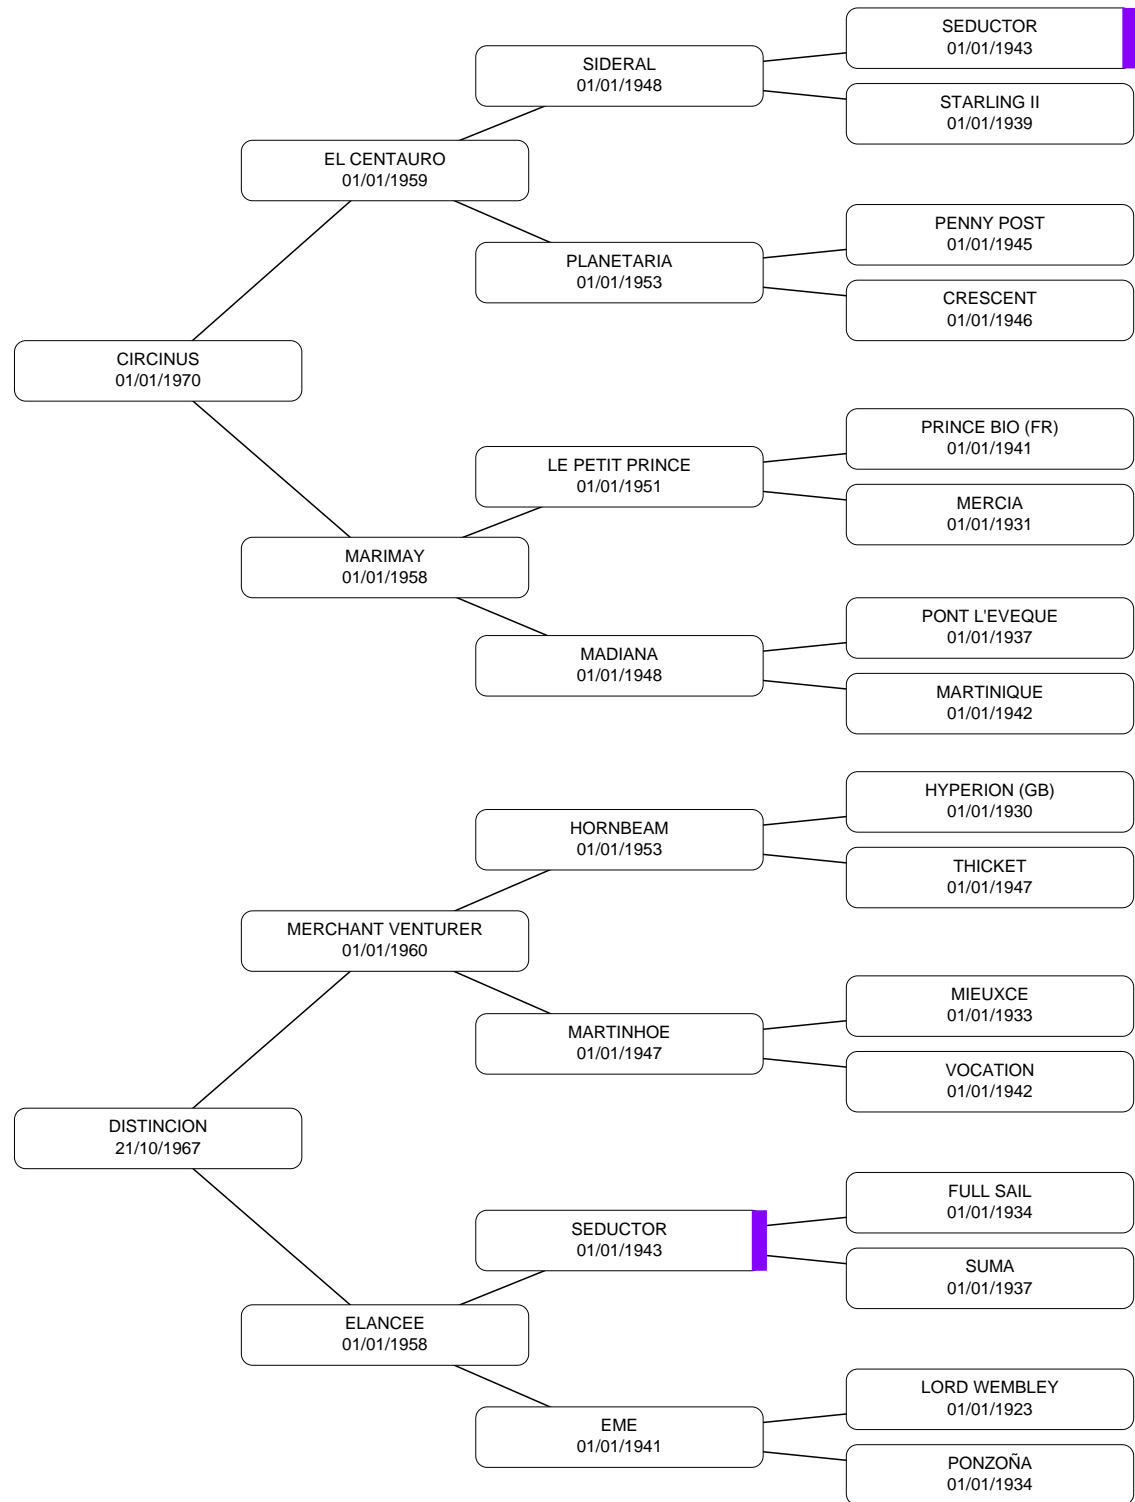 SEDUCTOR
01/01/1943
SIDERAL
01/01/1948
STARLING II
01/01/1939
EL CENTAURO
01/01/1959
PENNY POST
01/01/1945
PLANETARIA
01/01/1953
CRESCENT
01/01/1946
CIRCINUS
01/01/1970
PRINCE BIO (FR)
01/01/1941
LE PETIT PRINCE
01/01/1951
MERCIA
01/01/1931
MARIMAY
01/01/1958
PONT L'EVEQUE
01/01/1937
MADIANA
01/01/1948
MARTINIQUE
01/01/1942
HYPERION (GB)
01/01/1930
HORNBEAM
01/01/1953
THICKET
01/01/1947
MERCHANT VENTURER
01/01/1960
MIEUXCE
01/01/1933
MARTINHOE
01/01/1947
VOCATION
01/01/1942
DISTINCION
21/10/1967
FULL SAIL
01/01/1934
SEDUCTOR
01/01/1943
SUMA
01/01/1937
ELANCEE
01/01/1958
LORD WEMBLEY
01/01/1923
EME
01/01/1941
PONZOÑA
01/01/1934